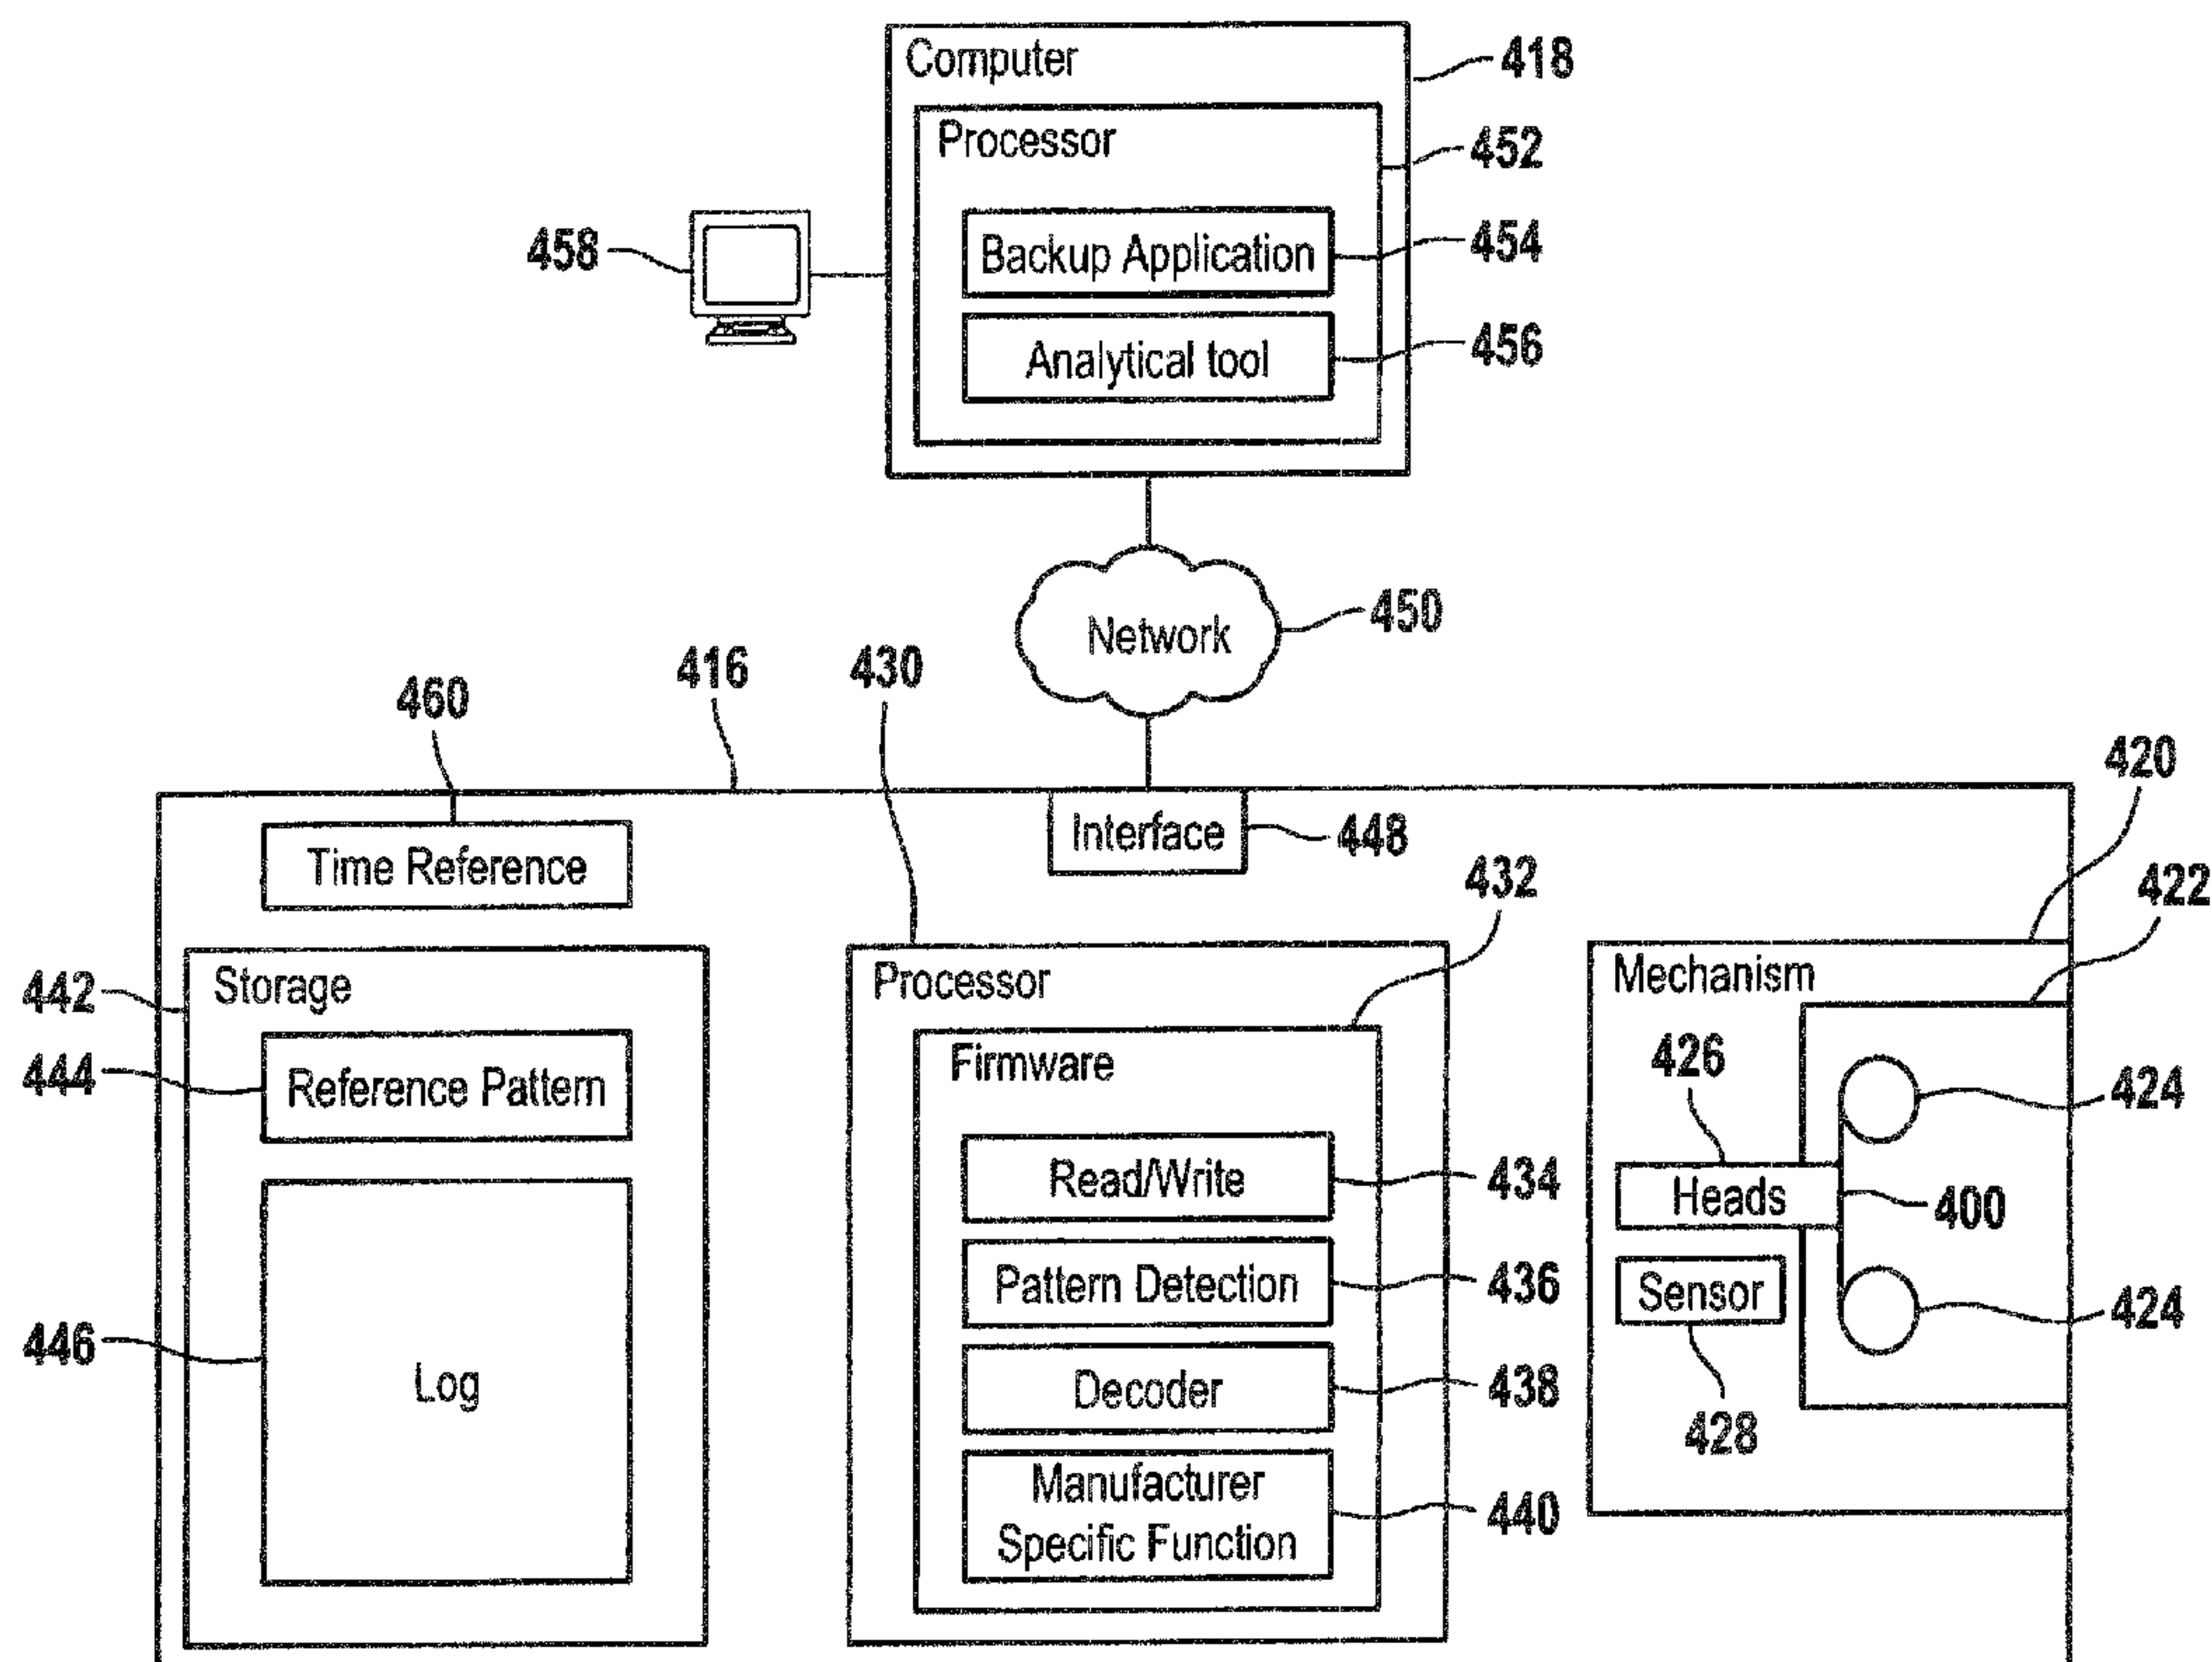 Computer
418
Processor
452
Backup Application
454
458
Analytical tool
456
Network
450
416
430
460
420
Time Reference
Interface
448
432
422
442
Storage
Processor
Mechanism
444
Reference Pattern
Firmware
426
424
Read/Write
434
Heads
400
Pattern Detection
436
Sensor
424
446
Log
Decoder
438
428
Manufacturer
Specific Function
440